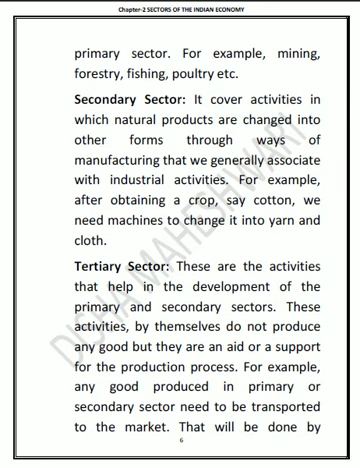 Chapter-2 SECTORS OF THE INDIAN ECONOMY
primary sector. For example, mining,
forestry, fishing, poultry etc.
Secondary Sector: It cover activities in
which natural products are changed into
other forms through ways of
manufacturing that we generally associate
with industrial activities. For example,
after obtaining a crop, say cotton, we
need machines to change it into yarn and
cloth.
Tertiary Sector: These are the activities
that help in the development of the
primary and secondary sectors. These
activities, by themselves do not produce
any good but they are an aid or a support
for the production process. For example,
any good produced in primary or
secondary sector need to be transported
to the market. That will be done by
6
DISHA MAHESHWARI